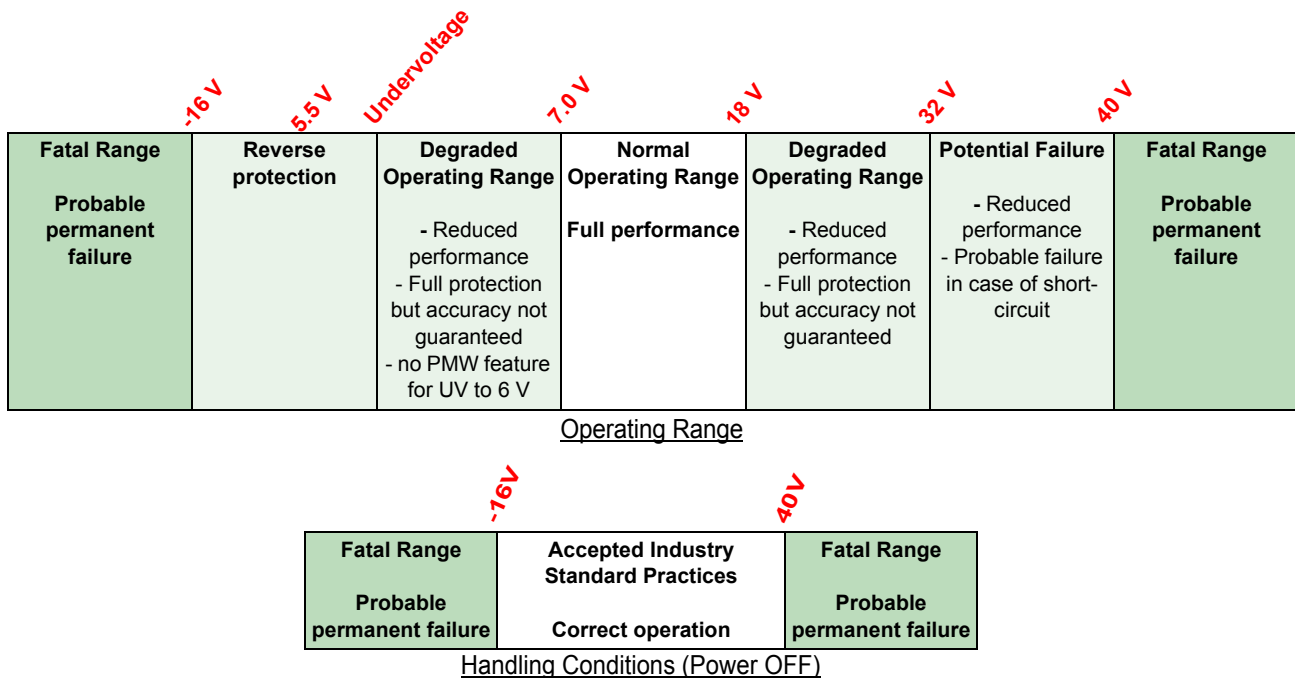 -16 V
5.5 V
Undervoltage
7.0 V
18 V
32 V
40 V
Fatal Range
Probable
permanent
failure
Reverse
protection
Degraded
Operating Range
- Reduced
performance
- Full protection
but accuracy not
guaranteed
- no PMW feature
for UV to 6 V
Normal
Operating Range
Full performance
Degraded
Operating Range
- Reduced
performance
- Full protection
but accuracy not
guaranteed
Potential Failure
- Reduced
performance
- Probable failure
in case of short-
circuit
Fatal Range
Probable
permanent
failure
Operating Range
-16V
40V
Fatal Range
Probable
permanent failure
Accepted Industry
Standard Practices
Correct operation
Fatal Range
Probable
permanent failure
Handling Conditions (Power OFF)